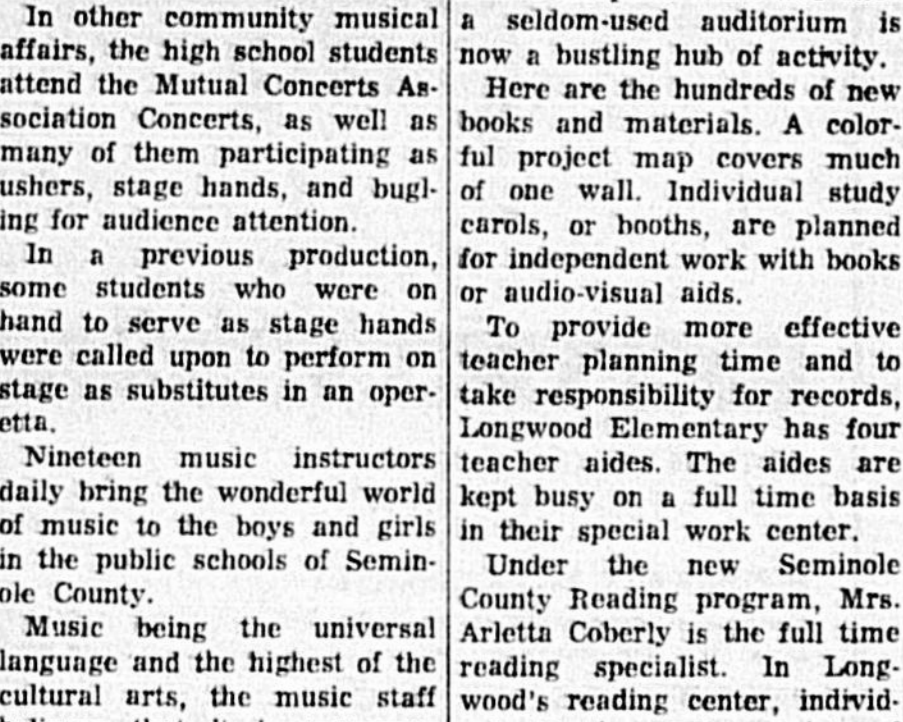 In other community musical
affairs, the high school students
attend the Mutual Concerts As-
sociation Concerts, as well as
many of them participating as
ushers, stage hands, and bugl-
ing for audience attention.
In a previous production,
some students who were on
hand to serve as stage hands
were called upon to perform on
stage as substitutes in an oper-
etta.
Nineteen music instructors
daily bring the wonderful world
of music to the boys and girls
in the public schools of Semin-
ole County.
Music being the universal
language and the highest of the
cultural arts, the music staff
a seldom-used auditorium is
now a bustling hub of activity.
Here are the hundreds of new
books and materials. A color-
ful project map covers much
of one wall. Individual study
carols, or booths, are planned
for independent work with books
or audio-visual aids.
To provide more effective
teacher planning time and to
take responsibility for records,
Longwood Elementary has four
teacher aides. The aides are
kept busy on a full time basis
in their special work center.
Under the new Seminole
County Reading program, Mrs.
Arletta Coberly is the full time
reading specialist. In Long-
wood's reading center, individ-